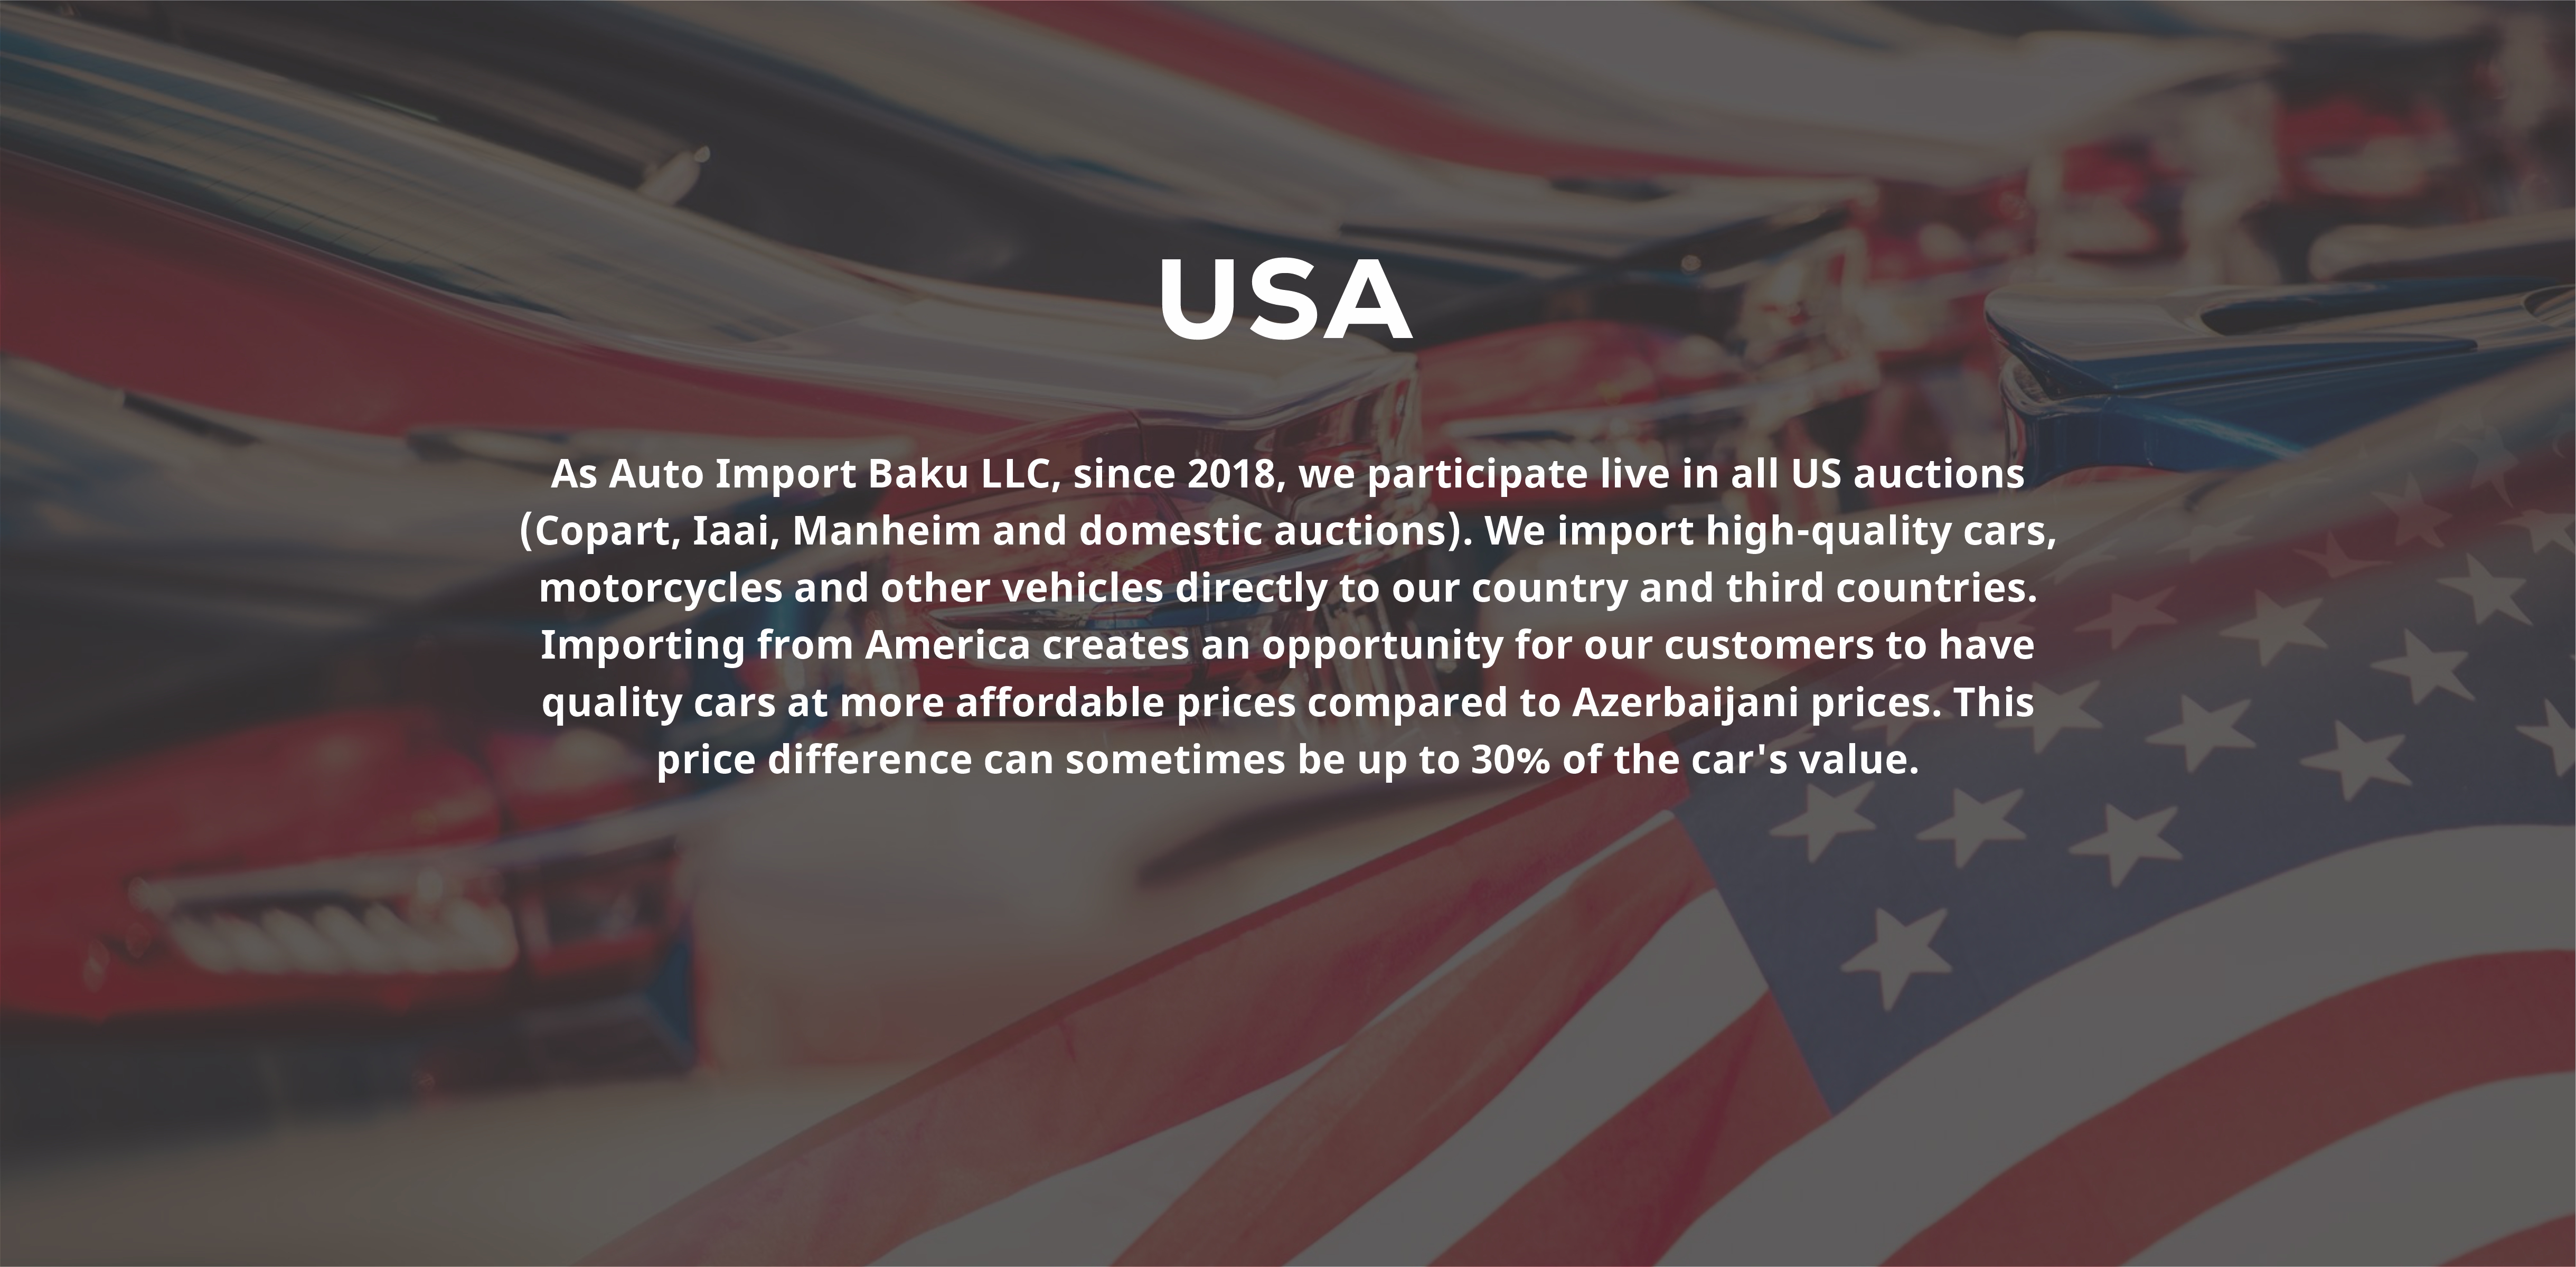 USA
As Auto Import Baku LLC, since 2018, we participate live in all US auctions
(Copart, Iaai, Manheim and domestic auctions). We import high-quality cars,
motorcycles and other vehicles directly to our country and third countries.
Importing from America creates an opportunity for our customers to have
quality cars at more affordable prices compared to Azerbaijani prices. This
price difference can sometimes be up to 30% of the car's value.